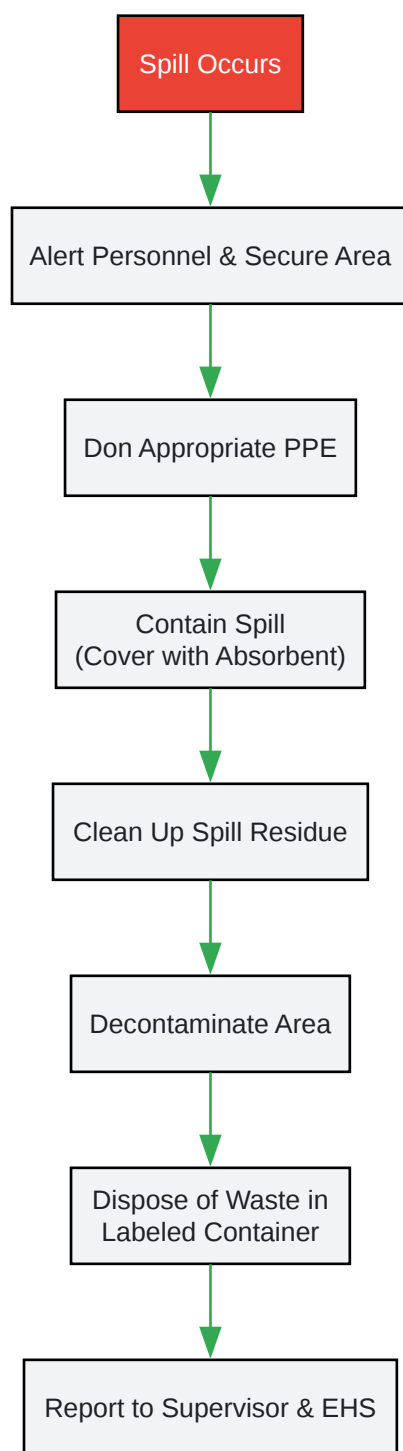 Spill Occurs
Alert Personnel & Secure Area
Don Appropriate PPE
Contain Spill
(Cover with Absorbent)
Clean Up Spill Residue
Decontaminate Area
Dispose of Waste in
Labeled Container
Report to Supervisor & EHS